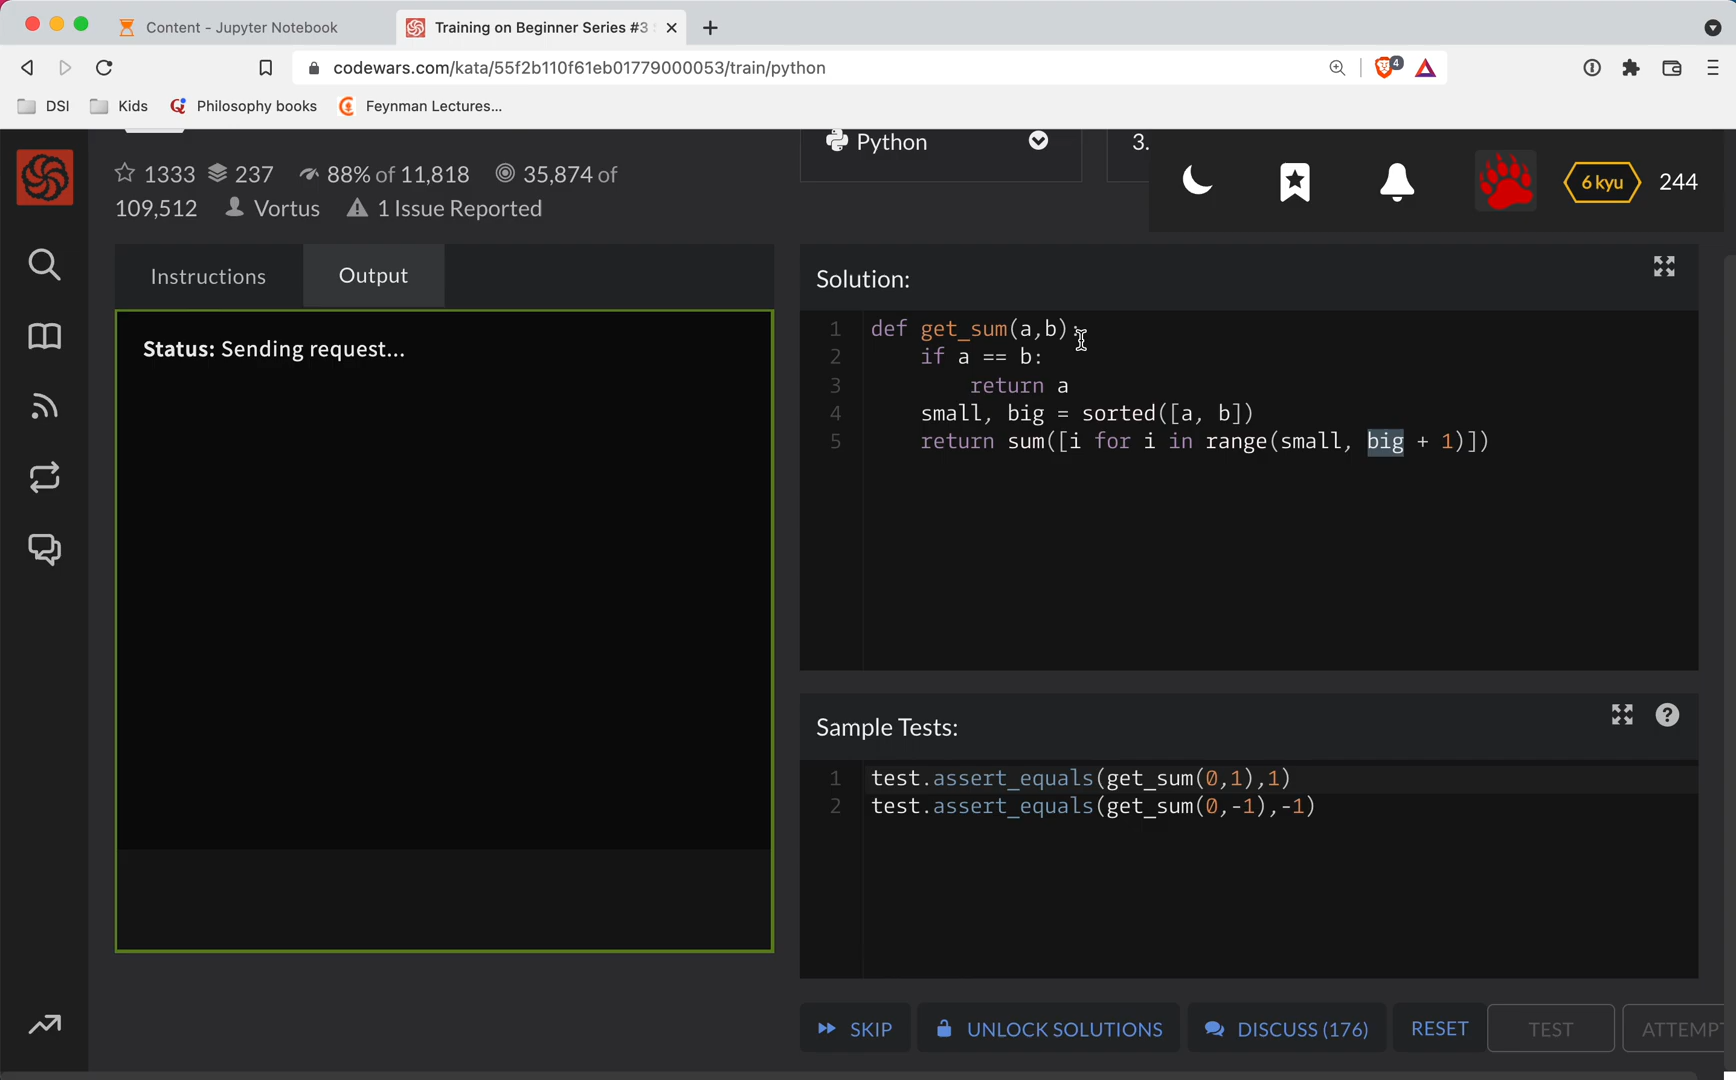 Content - Jupyter Notebook
Training on Beginner Series #3
codewars.com/kata/55f2b110f61eb01779000053/train/python
4
DSI
Kids
Philosophy books
Feynman Lectures...
1333 237 88% of 11,818 35,874 of
109,512 Vortus 1 Issue Reported
Python
3.
6 kyu
244
Instructions
Output
Status: Sending request...
Solution:
1 def get_sum(a,b):
2 if a == b:
3 return a
4 small, big = sorted([a, b])
5 return sum([i for i in range(small, big + 1)])
Sample Tests:
?
1 test.assert_equals(get_sum(0,1),1)
2 test.assert_equals(get_sum(0,-1),-1)
SKIP
UNLOCK SOLUTIONS
DISCUSS (176)
RESET
TEST
ATTEMPT